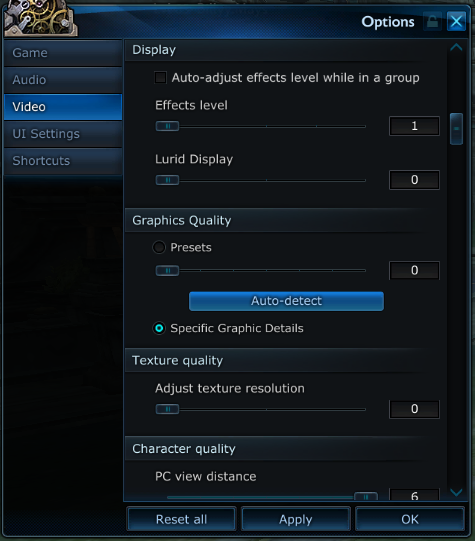 Options
Game
Audio
Video
UI Settings
Shortcuts
Display
Auto-adjust effects level while in a group
Effects level
1
Lurid Display
0
Graphics Quality
Presets
0
Auto-detect
Specific Graphic Details
Texture quality
Adjust texture resolution
0
Character quality
PC view distance
6
Reset all
Apply
OK